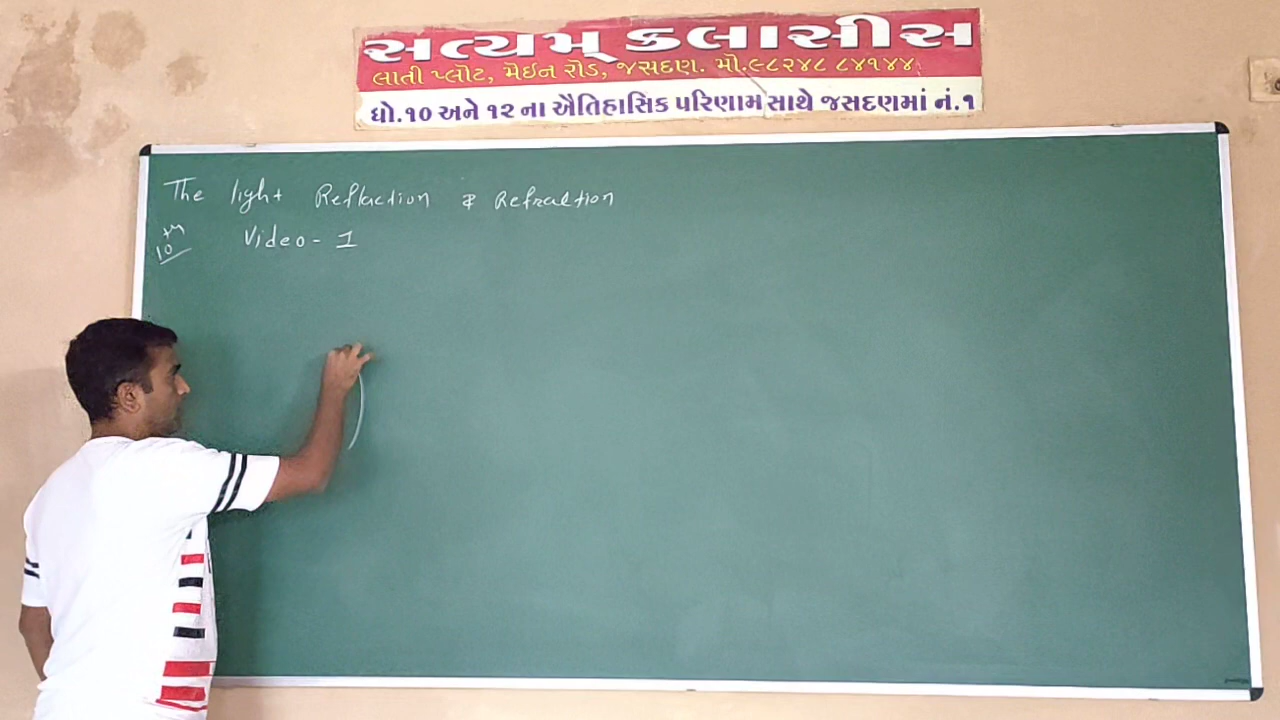 સત્યમ્ ક્લાસીસ
લાતી પ્લોટ, મેઇન રોડ, જસદણ. મો.૯૮૨૪૮ ૮૪૧૪૪
ધો.૧૦ અને ૧૨ ના ઐતિહાસિક પરિણામ સાથે જસદણમાં નં.૧
The light Reflaction & Refraction
10th Video - 1